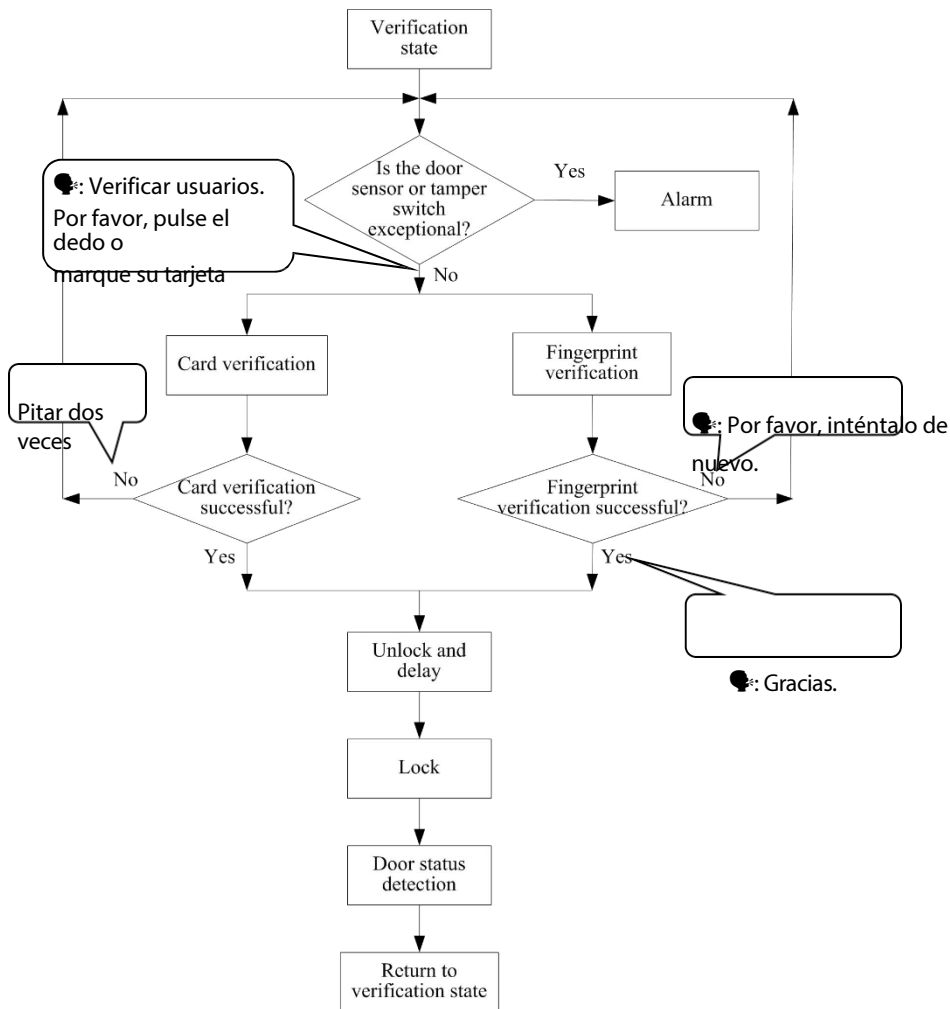 Verification
state
Is the door
sensor or tamper
switch
exceptional?
Yes
Alarm
🗣: Verificar usuarios.
Por favor, pulse el
dedo o
marque su tarjeta
No
Card verification
Fingerprint
verification
Pitar dos
veces
🗣: Por favor, inténtalo de
nuevo.
No
Card verification
successful?
Fingerprint
verification successful?
No
Yes
Yes
Unlock and
delay
🗣: Gracias.
Lock
Door status
detection
Return to
verification state